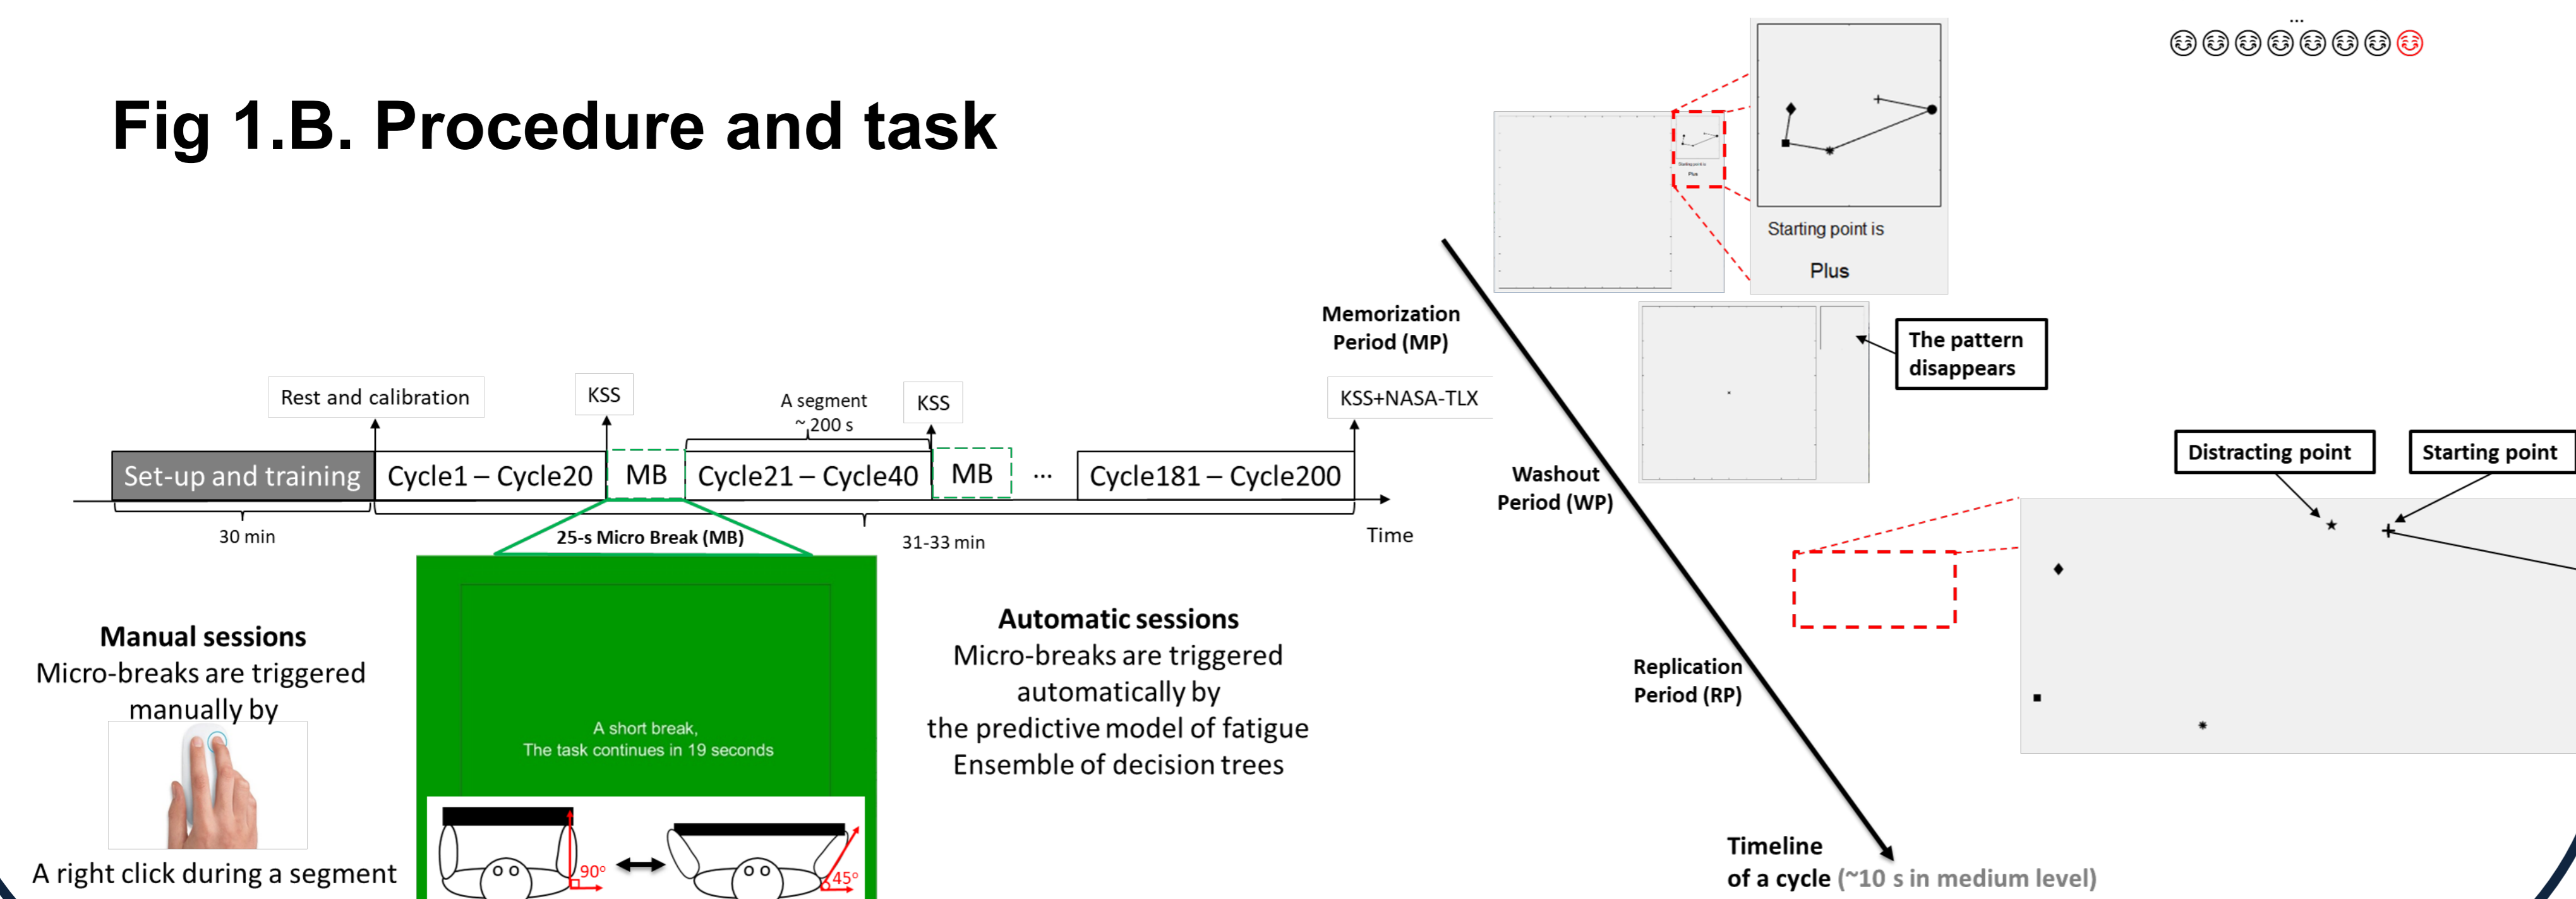 ...
Fig 1.B. Procedure and task
Starting point is
Plus
Starting point is
Plus
Memorization
Period (MP)
The pattern
disappears
Rest and calibration
KSS
A segment
~ 200 s
KSS
KSS+NASA-TLX
Set-up and training
Cycle1 – Cycle20
MB
Cycle21 – Cycle40
MB
...
Cycle181 – Cycle200
Distracting point
Starting point
Washout
Period (WP)
30 min
25-s Micro Break (MB)
31-33 min
Time
Manual sessions
Micro-breaks are triggered
manually by
A right click during a segment
A short break,
The task continues in 19 seconds
90°
45°
Automatic sessions
Micro-breaks are triggered
automatically by
the predictive model of fatigue
Ensemble of decision trees
Replication
Period (RP)
Timeline
of a cycle (~10 s in medium level)